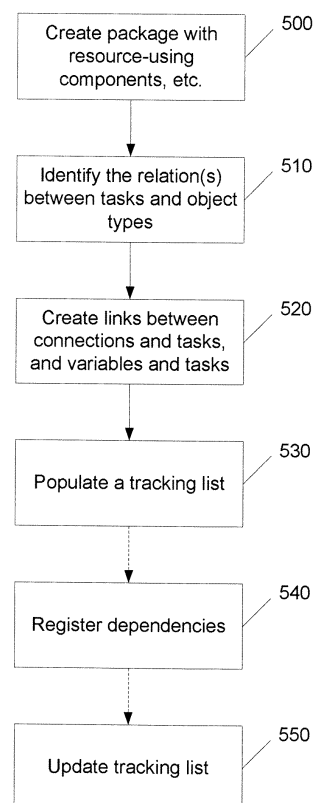 Create package with
resource-using
components, etc.
500
Identify the relation(s)
between tasks and object
types
510
Create links between
connections and tasks,
and variables and tasks
520
Populate a tracking list
530
Register dependencies
540
Update tracking list
550